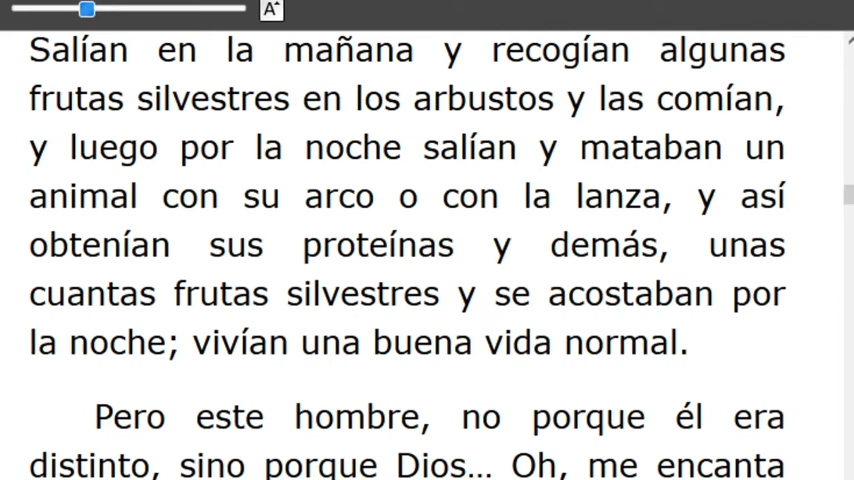 A
Salían en la mañana y recogían algunas
frutas silvestres en los arbustos y las comían,
y luego por la noche salían y mataban un
animal con su arco o con la lanza, y así
obtenían sus proteínas y demás, unas
cuantas frutas silvestres y se acostaban por
la noche; vivían una buena vida normal.
Pero este hombre, no porque él era
distinto, sino porque Dios... Oh, me encanta